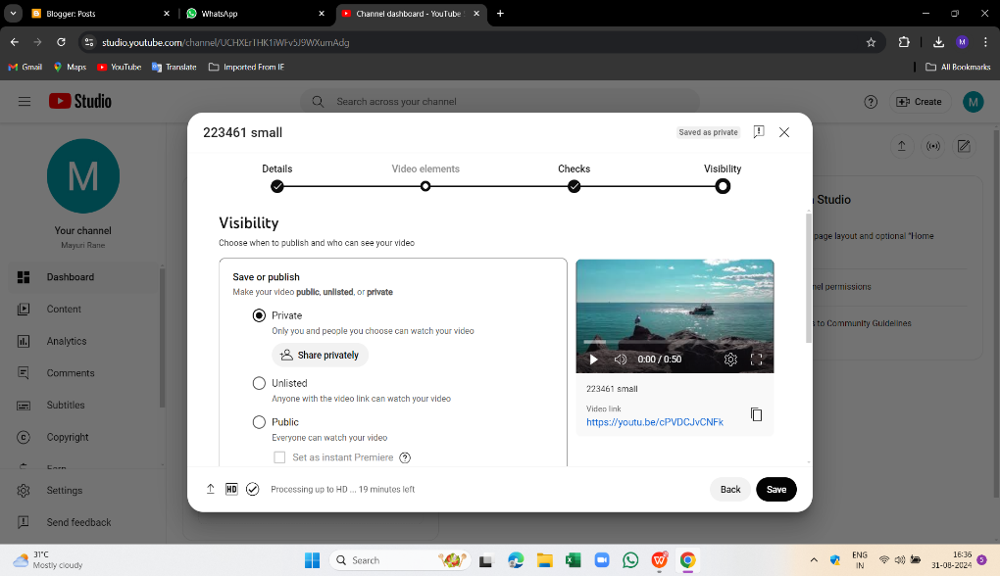 Blogger: Posts
WhatsApp
Channel dashboard - YouTube
studio.youtube.com/channel/UCHXErTHK1iWFv5J9WXumAdg
M
Gmail
Maps
YouTube
Translate
Imported From IE
All Bookmarks
Studio
Search across your channel
Create
M
223461 small
Saved as private
Details
Video elements
Checks
Visibility
M
Your channel
Mayuri Rane
Dashboard
Content
Analytics
Comments
Subtitles
Copyright
Earn
Settings
Send feedback
Visibility
Choose when to publish and who can see your video
Save or publish
Make your video public, unlisted, or private
Private
Only you and people you choose can watch your video
Share privately
Unlisted
Anyone with the video link can watch your video
Public
Everyone can watch your video
Set as instant Premiere
0:00 / 0:50
223461 small
Video link
https://youtu.be/cPVDCJvCNFk
Studio
page layout and optional "Home
nel permissions
to Community Guidelines
HD
Processing up to HD ... 19 minutes left
Back
Save
31°C
Mostly cloudy
Search
ENG
IN
16:36
31-08-2024
5